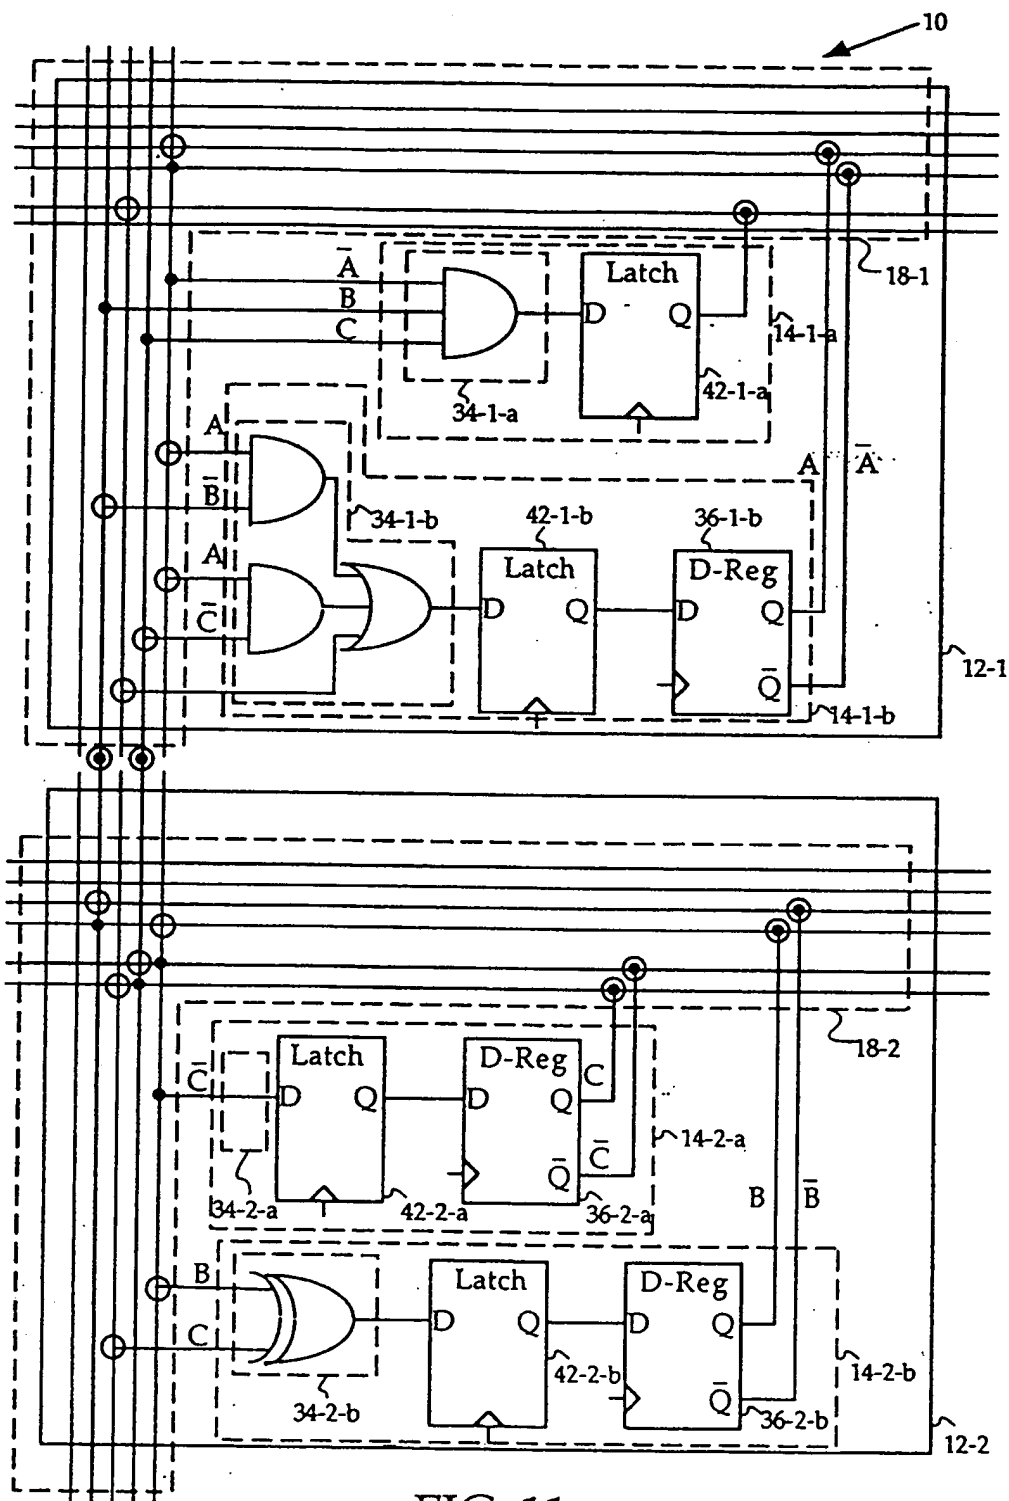 10
18-1
A̅
B
C
Latch
D
Q
14-1-a
42-1-a
34-1-a
A
B̅
34-1-b
A
C̅
42-1-b
Latch
D
Q
36-1-b
D-Reg
D
Q
Q̅
A
A̅
12-1
14-1-b
18-2
C̅
Latch
D
Q
D-Reg
D
Q
Q̅
C
C̅
14-2-a
34-2-a
42-2-a
36-2-a
B
B̅
B
C
Latch
D
Q
D-Reg
D
Q
Q̅
34-2-b
42-2-b
36-2-b
14-2-b
12-2
FIG. 11